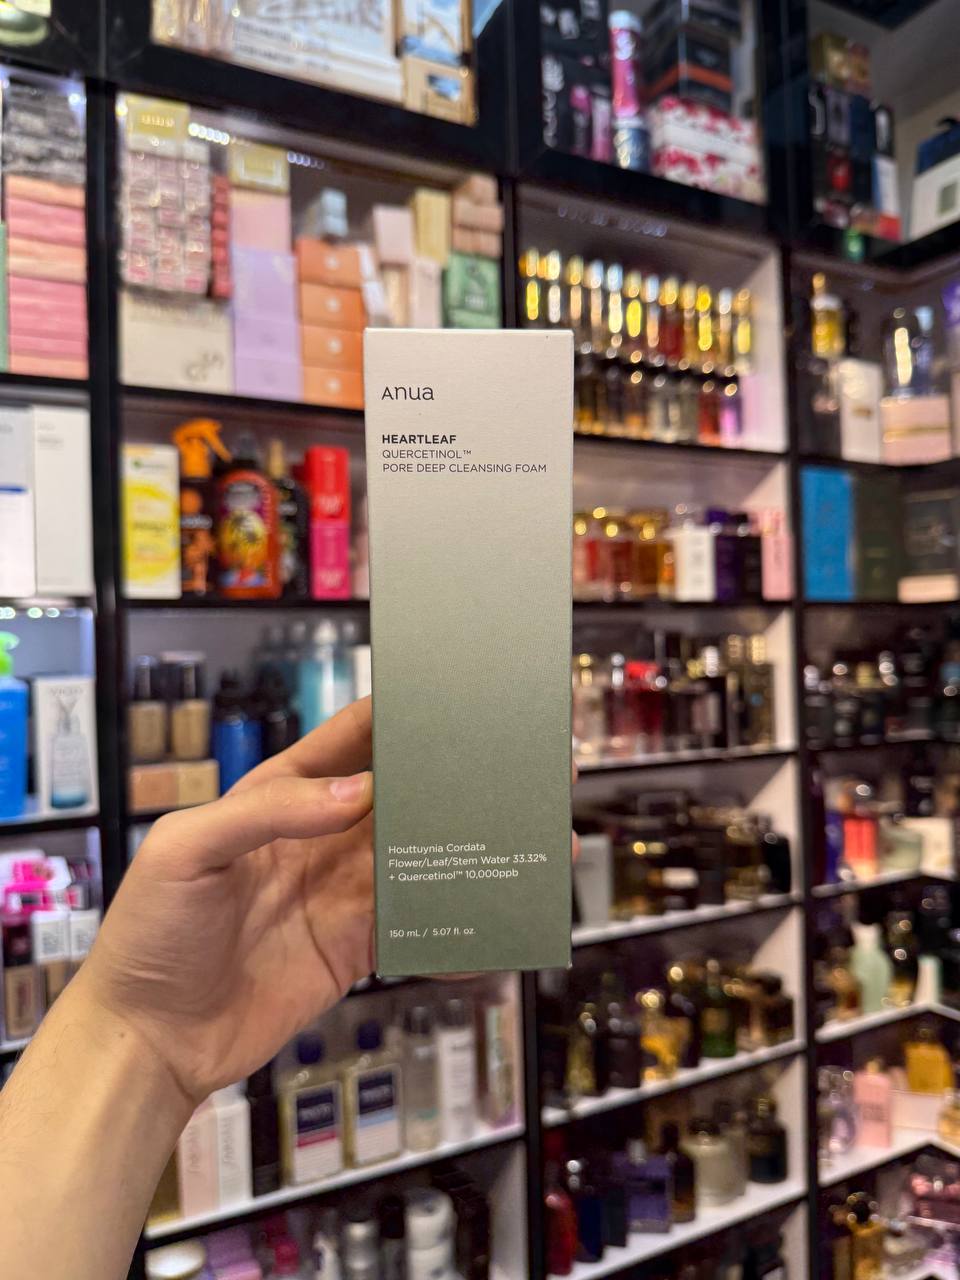 Anua
HEARTLEAF
QUERCETINOL™
PORE DEEP CLEANSING FOAM
Houttuynia Cordata
Flower/Leaf/Stem Water 33.32%
+ Quercetinol™ 10,000ppb
150 mL / 5.07 fl. oz.
VICHY